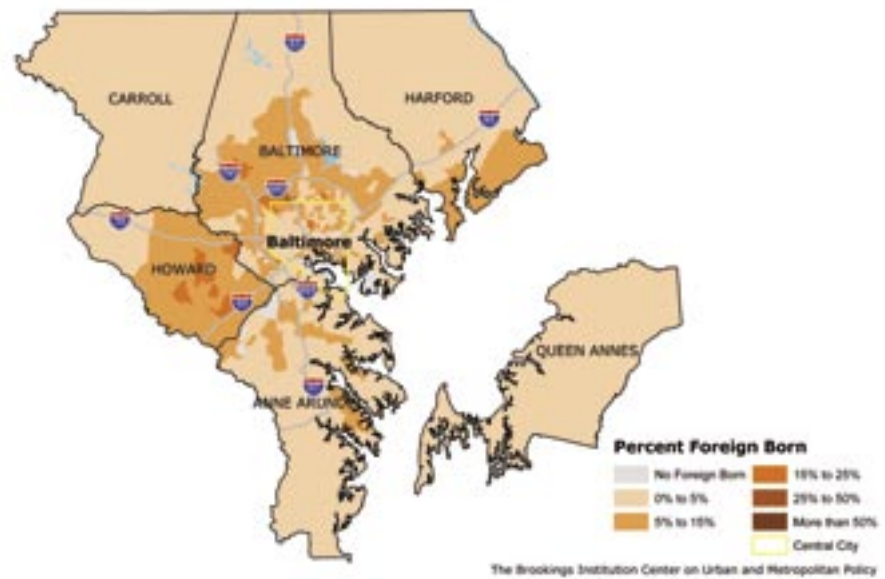 CARROLL
HARFORD
BALTIMORE
Baltimore
HOWARD
QUEEN ANNES
ANNE ARUND
Percent Foreign Born
No Foreign Born
15% to 25%
0% to 5%
25% to 50%
5% to 15%
More than 50%
Central City
The Brookings Institution Center on Urban and Metropolitan Policy